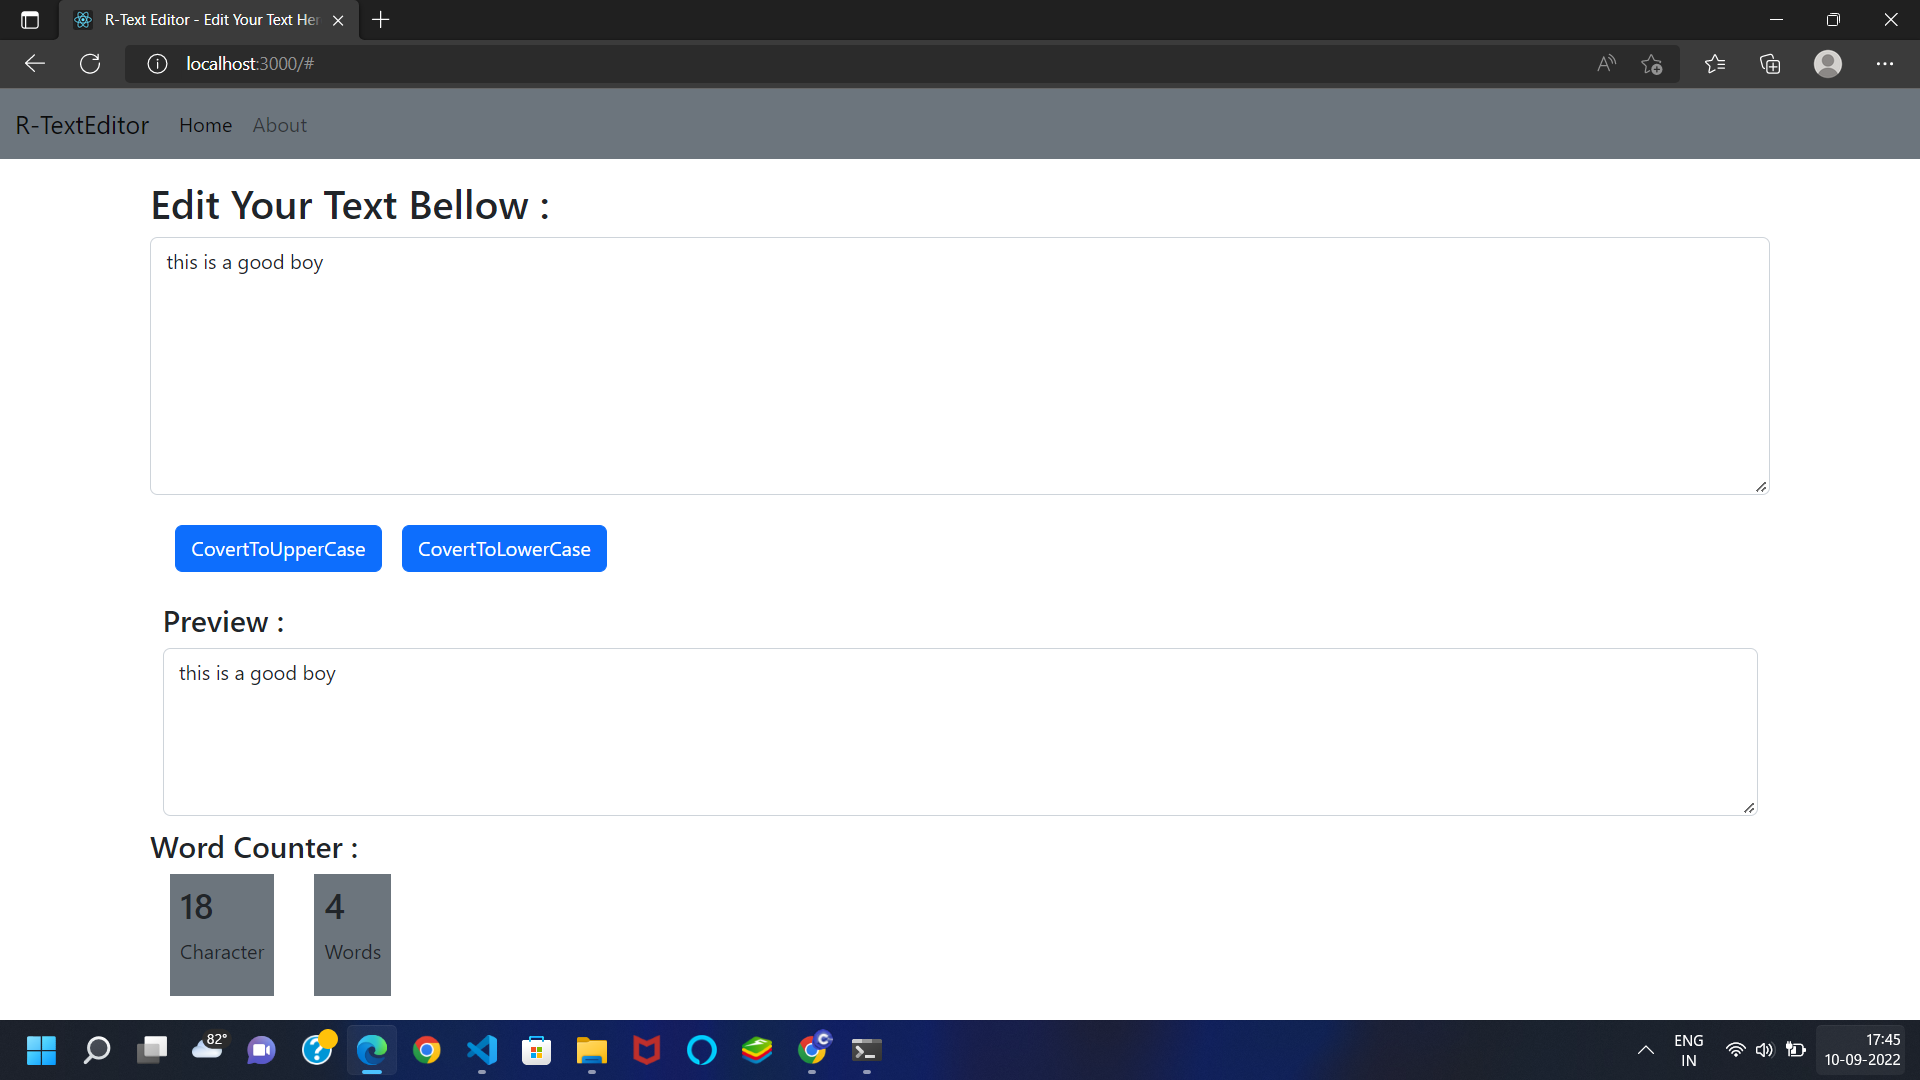 R-Text Editor - Edit Your Text Her
localhost:3000/#
R-TextEditor Home About
Edit Your Text Bellow :
this is a good boy
CovertToUpperCase CovertToLowerCase
Preview :
this is a good boy
Word Counter :
18 4
Character Words
82°
C
ENG
IN
17:45
10-09-2022